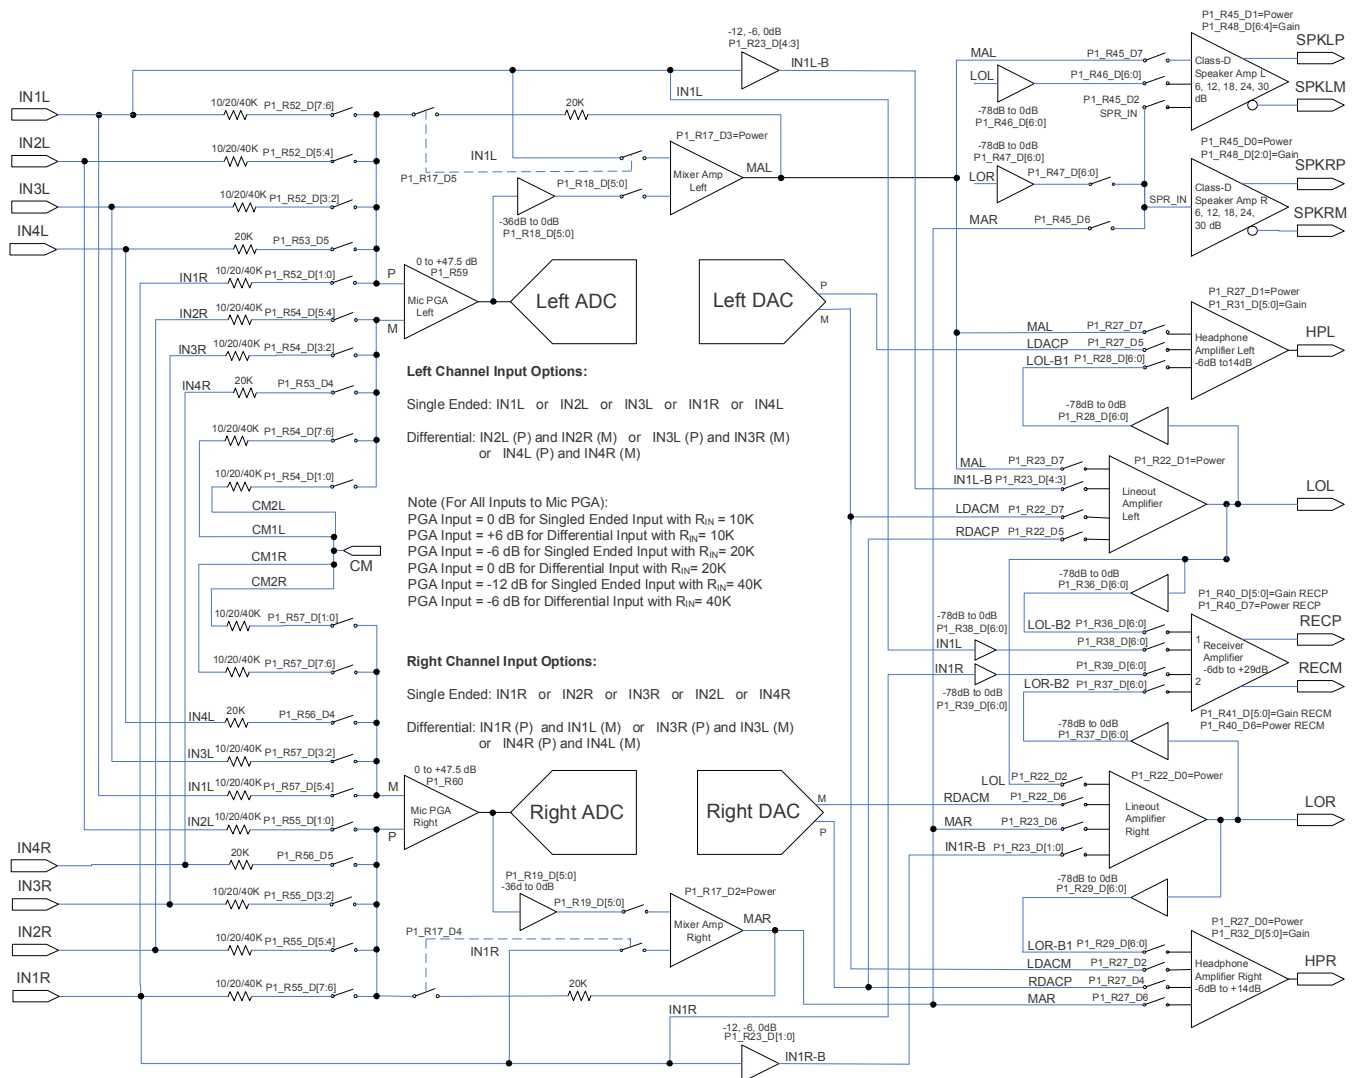 P1_R45_D1=Power
P1_R48_D[6:4]=Gain
SPKLP
-12, -6, 0dB
P1_R23_D[4:3]
MAL
P1_R45_D7
IN1L-B
LOL
P1_R46_D[6:0]
Class-D
Speaker Amp L
6, 12, 18, 24, 30
dB
SPKLM
IN1L
10/20/40K
P1_R52_D[7:6]
20K
IN1L
-78dB to 0dB
P1_R46_D[6:0]
P1_R45_D2
SPR_IN
P1_R17_D3=Power
P1_R45_D0=Power
P1_R48_D[2:0]=Gain
IN2L
10/20/40K
P1_R52_D[5:4]
IN1L
Mixer Amp
Left
MAL
-78dB to 0dB
P1_R47_D[6:0]
LOR
P1_R47_D[6:0]
Class-D
Speaker Amp R
6, 12, 18, 24,
30 dB
SPKRP
P1_R17_D5
P1_R18_D[5:0]
IN3L
10/20/40K
P1_R52_D[3:2]
SPR_IN
-36dB to 0dB
P1_R18_D[5:0]
MAR
P1_R45_D6
SPKRM
IN4L
20K
P1_R53_D5
0 to +47.5 dB
P1_R59
IN1R
10/20/40K
P1_R52_D[1:0]
P
Mic PGA
Left
M
Left ADC
Left DAC
P
M
P1_R27_D1=Power
P1_R31_D[5:0]=Gain
IN2R
10/20/40K
P1_R54_D[5:4]
MAL
P1_R27_D7
LDACP
P1_R27_D5
LOL-B1
P1_R28_D[6:0]
Headphone
Amplifier Left
-6dB to14dB
HPL
IN3R
10/20/40K
P1_R54_D[3:2]
Left Channel Input Options:
IN4R
20K
P1_R53_D4
-78dB to 0dB
P1_R28_D[6:0]
Single Ended: IN1L or IN2L or IN3L or IN1R or IN4L
10/20/40K
P1_R54_D[7:6]
Differential: IN2L (P) and IN2R (M) or IN3L (P) and IN3R (M)
or IN4L (P) and IN4R (M)
MAL
P1_R23_D7
P1_R22_D1=Power
10/20/40K
P1_R54_D[1:0]
IN1L-B
P1_R23_D[4:3]
Lineout
Amplifier
Left
LOL
Note (For All Inputs to Mic PGA):
PGA Input = 0 dB for Singled Ended Input with RIN = 10K
PGA Input = +6 dB for Differential Input with RIN= 10K
PGA Input = -6 dB for Singled Ended Input with RIN= 20K
PGA Input = 0 dB for Differential Input with RIN= 20K
PGA Input = -12 dB for Singled Ended Input with RIN= 40K
PGA Input = -6 dB for Differential Input with RIN= 40K
CM2L
CM1L
CM1R
CM2R
CM
LDACM
P1_R22_D7
RDACP
P1_R22_D5
-78dB to 0dB
P1_R36_D[6:0]
P1_R40_D[5:0]=Gain RECP
P1_R40_D7=Power RECP
10/20/40K
P1_R57_D[1:0]
-78dB to 0dB
P1_R38_D[6:0]
LOL-B2
P1_R36_D[6:0]
RECP
IN1L
P1_R38_D[6:0]
1
Receiver
Amplifier
-6db to +29dB
2
10/20/40K
P1_R57_D[7:6]
Right Channel Input Options:
IN1R
P1_R39_D[6:0]
RECM
-78dB to 0dB
P1_R39_D[6:0]
LOR-B2
P1_R37_D[6:0]
Single Ended: IN1R or IN2R or IN3R or IN2L or IN4R
P1_R41_D[5:0]=Gain RECM
P1_R40_D6=Power RECM
IN4L
20K
P1_R56_D4
Differential: IN1R (P) and IN1L (M) or IN3R (P) and IN3L (M)
or IN4R (P) and IN4L (M)
-78dB to 0dB
P1_R37_D[6:0]
IN3L
10/20/40K
P1_R57_D[3:2]
0 to +47.5 dB
P1_R60
IN1L
10/20/40K
P1_R57_D[5:4]
M
Mic PGA
Right
P
Right ADC
Right DAC
M
P
LOL
P1_R22_D2
P1_R22_D0=Power
RDACM
P1_R22_D6
Lineout
Amplifier
Right
LOR
IN2L
10/20/40K
P1_R55_D[1:0]
MAR
P1_R23_D6
IN4R
20K
P1_R56_D5
IN1R-B
P1_R23_D[1:0]
IN3R
10/20/40K
P1_R55_D[3:2]
P1_R19_D[5:0]
-36d to 0dB
P1_R19_D[5:0]
P1_R17_D2=Power
-78dB to 0dB
P1_R29_D[6:0]
IN2R
10/20/40K
P1_R55_D[5:4]
P1_R17_D4
IN1R
Mixer Amp
Right
MAR
P1_R27_D0=Power
P1_R32_D[5:0]=Gain
LOR-B1
P1_R29_D[6:0]
LDACM
P1_R27_D2
RDACP
P1_R27_D4
MAR
P1_R27_D6
Headphone
Amplifier Right
-6dB to +14dB
HPR
IN1R
10/20/40K
P1_R55_D[7:6]
20K
IN1R
-12, -6, 0dB
P1_R23_D[1:0]
IN1R-B